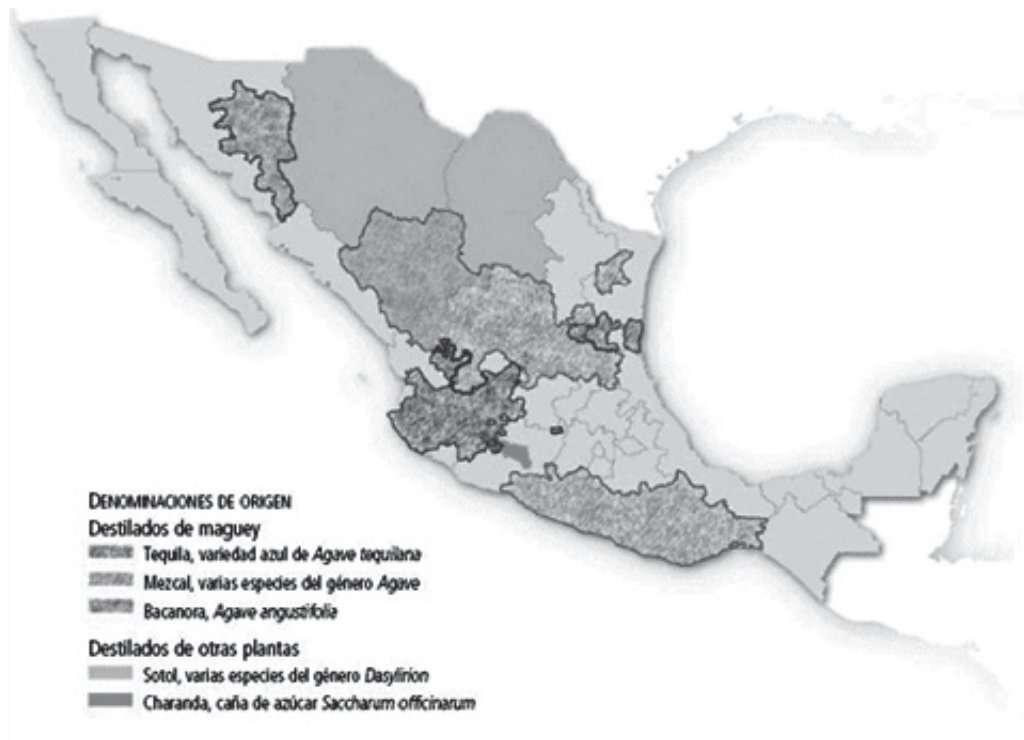 DENOMINACIONES DE ORIGEN
Destilados de maguey
Tequila, variedad azul de Agave tequilana
Mezcal, varias especies del género Agave
Bacanora, Agave angustifolia
Destilados de otras plantas
Sotol, varias especies del género Dasylirion
Charanda, caña de azúcar Saccharum officinarum